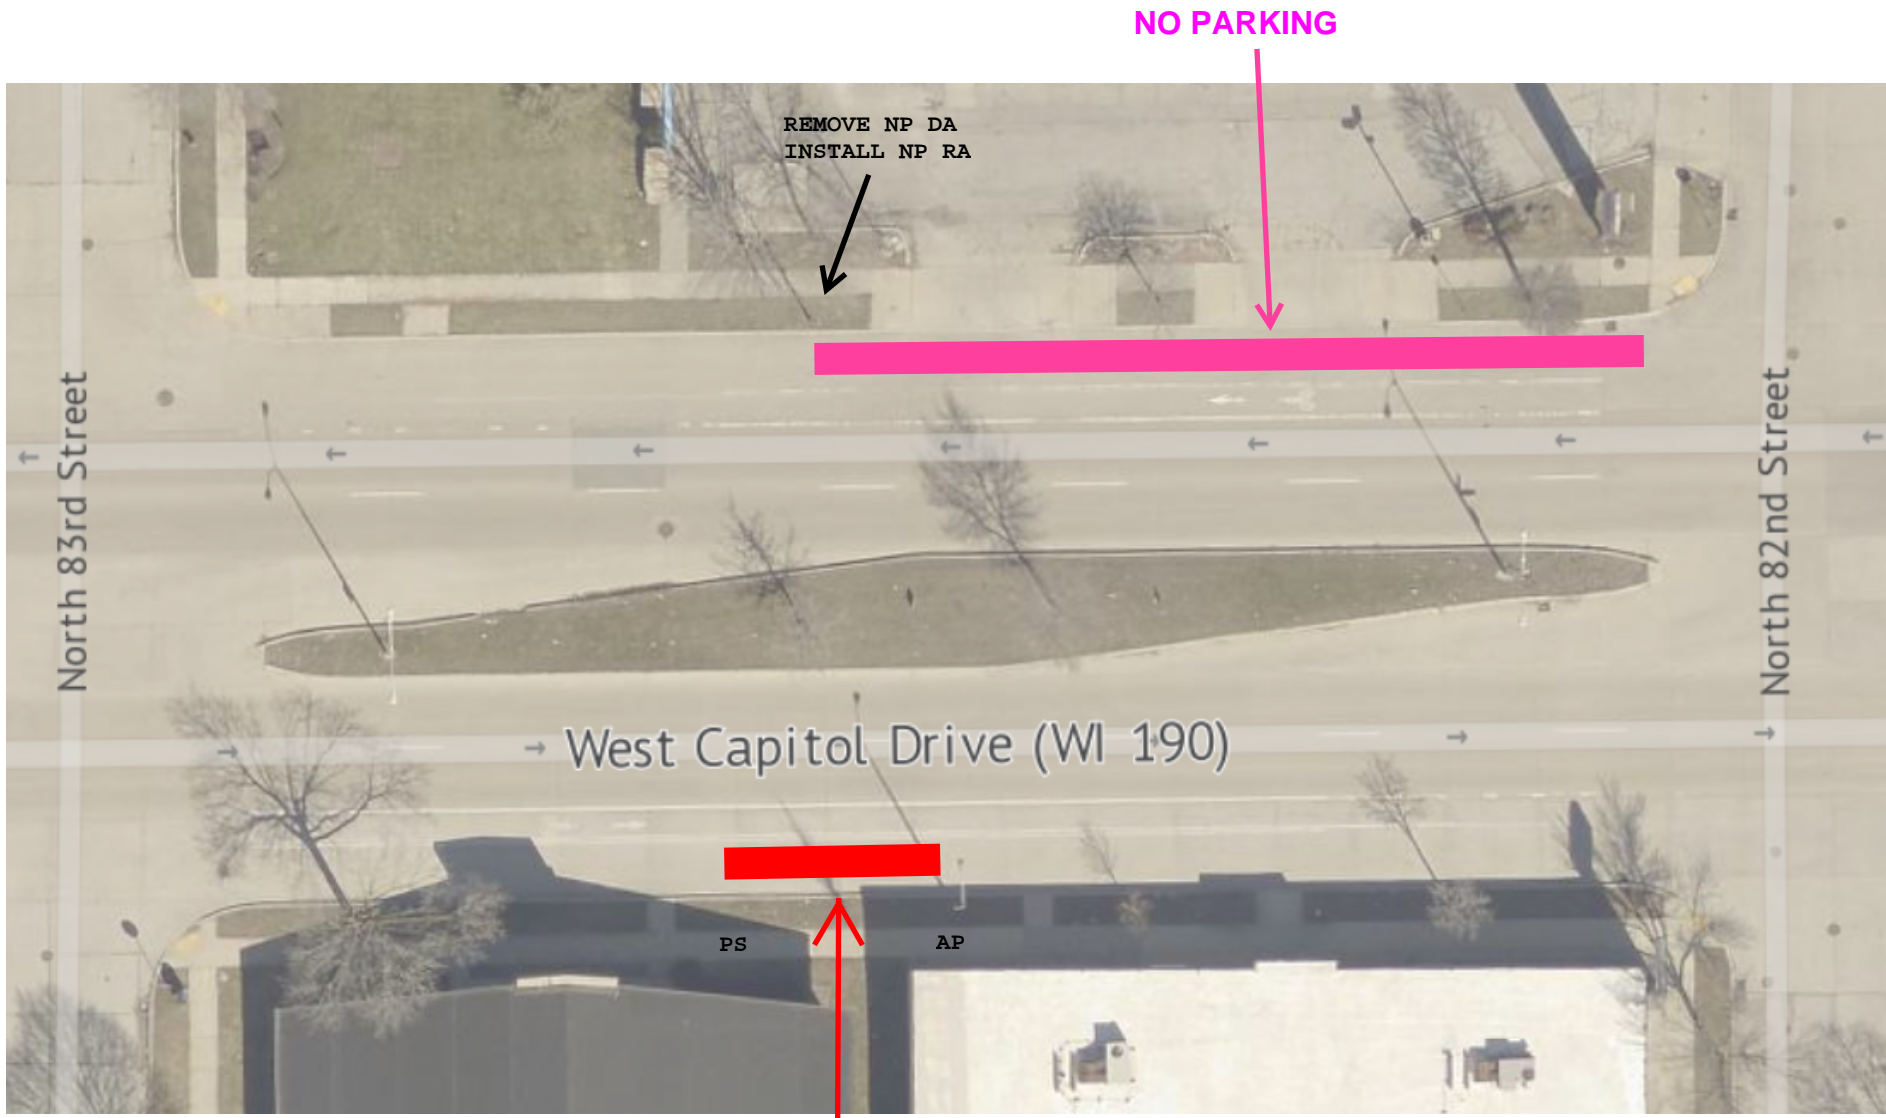 NO PARKING
REMOVE NP DA
INSTALL NP RA
North 83rd Street
North 82nd Street
West Capitol Drive (WI 190)
PS
AP